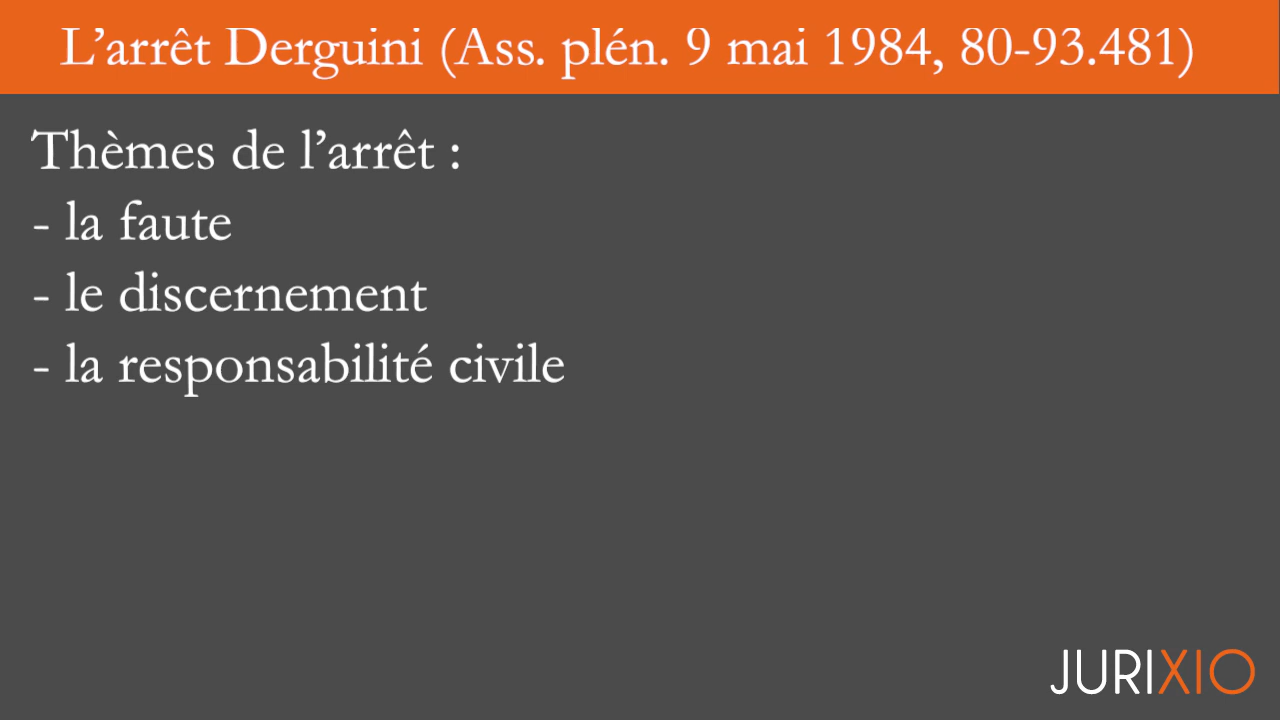 L’arrêt Derguini (Ass. plén. 9 mai 1984, 80-93.481)
Thèmes de l’arrêt :
- la faute
- le discernement
- la responsabilité civile
JURIXIO